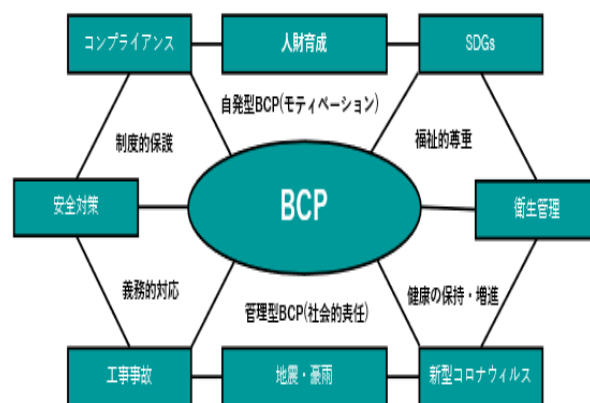 コンプライアンス
人財育成
SDGs
自発型BCP(モティベーション)
制度的保護
福祉的尊重
安全対策
BCP
衛生管理
義務的対応
健康の保持・増進
管理型BCP(社会的責任)
工事事故
地震・豪雨
新型コロナウィルス